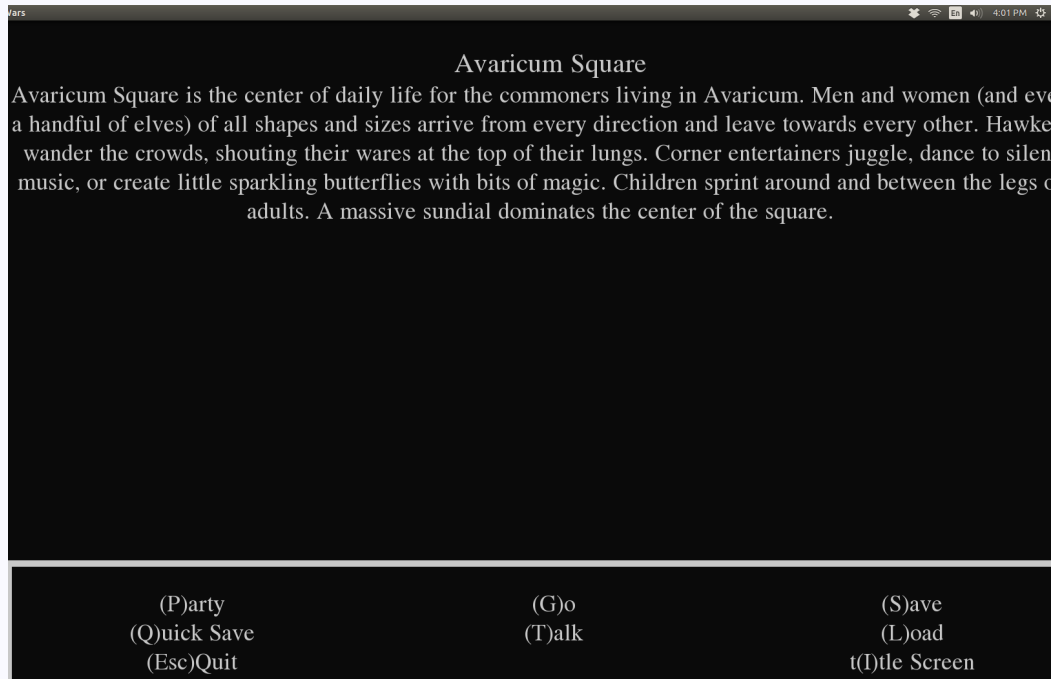 Wars
En 4:01 PM
Avaricum Square
Avaricum Square is the center of daily life for the commoners living in Avaricum. Men and women (and eve
a handful of elves) of all shapes and sizes arrive from every direction and leave towards every other. Hawke
wander the crowds, shouting their wares at the top of their lungs. Corner entertainers juggle, dance to silen
music, or create little sparkling butterflies with bits of magic. Children sprint around and between the legs o
adults. A massive sundial dominates the center of the square.
(P)arty (G)o (S)ave
(Q)uick Save (T)alk (L)oad
(Esc)Quit t(I)tle Screen